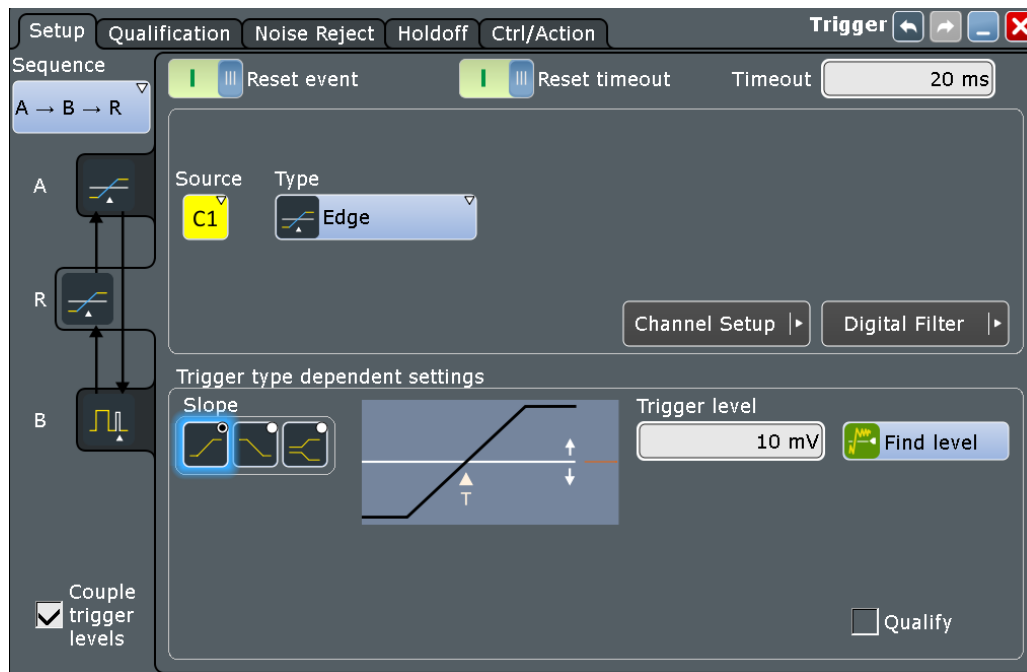 Setup Qualification Noise Reject Holdoff Ctrl/Action Trigger
Sequence
A → B → R
Reset event Reset timeout Timeout 20 ms
A
Source Type
C1 Edge
R
Channel Setup Digital Filter
Trigger type dependent settings
B
Slope Trigger level
T
10 mV Find level
Couple
trigger
levels
Qualify